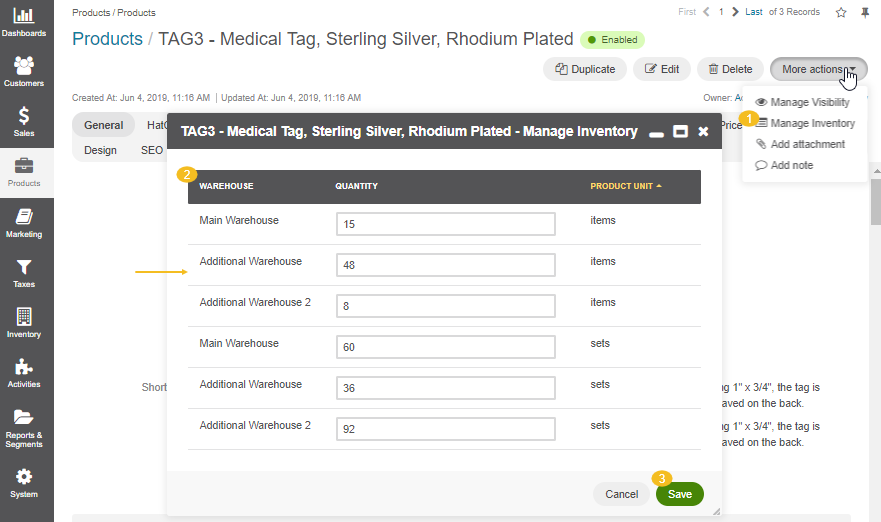 Products / Products
First 1 Last of 3 Records
Products / TAG3 - Medical Tag, Sterling Silver, Rhodium Plated Enabled
Duplicate Edit Delete More actions
Created At: Jun 4, 2019, 11:16 AM | Updated At: Jun 4, 2019, 11:16 AM
Owner:
Manage Visibility
1 Manage Inventory
Add attachment
Add note
General
Price
Design SEO
Dashboards
Customers
Sales
Products
Marketing
Taxes
Inventory
Activities
Reports &
Segments
System
TAG3 - Medical Tag, Sterling Silver, Rhodium Plated - Manage Inventory
2
WAREHOUSE QUANTITY PRODUCT UNIT
Main Warehouse 15 items
Additional Warehouse 48 items
Additional Warehouse 2 8 items
Main Warehouse 60 sets
Additional Warehouse 36 sets
Additional Warehouse 2 92 sets
3
Cancel Save
Short
ng 1" x 3/4", the tag is
aved on the back.
ng 1" x 3/4", the tag is
aved on the back.